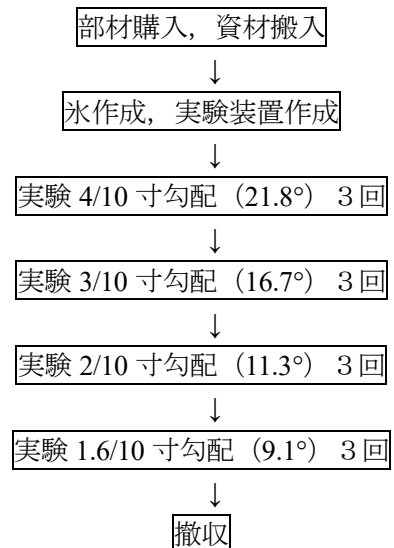 部材購入，資材搬入
↓
氷作成，実験装置作成
↓
実験 4/10 寸勾配（21.8°）３回
↓
実験 3/10 寸勾配（16.7°）３回
↓
実験 2/10 寸勾配（11.3°）３回
↓
実験 1.6/10 寸勾配（9.1°）３回
↓
撤収